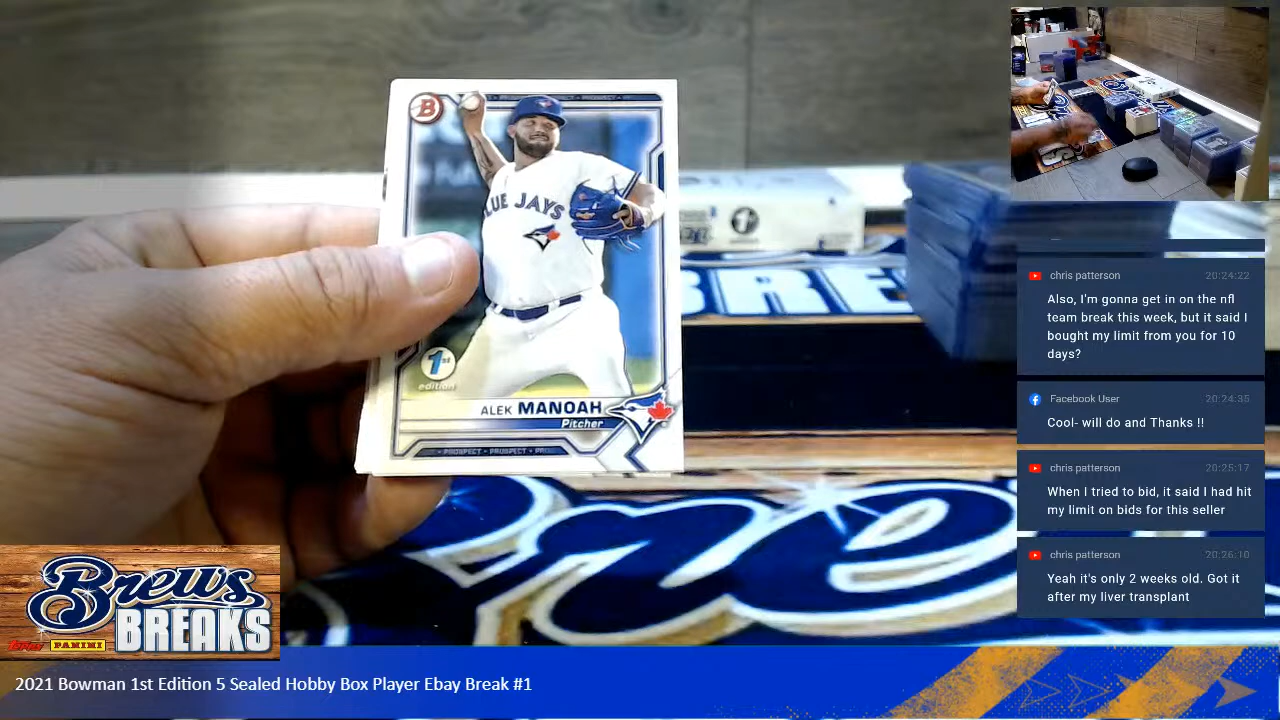 B
BLUE JAYS
1st
edition
ALEK MANOAH
Pitcher
PROSPECT • PROSPECT •
BRE
Bre
chris patterson 20:24:22
Also, I'm gonna get in on the nfl
team break this week, but it said I
bought my limit from you for 10
days?
Facebook User 20:24:35
Cool- will do and Thanks !!
chris patterson 20:25:17
When I tried to bid, it said I had hit
my limit on bids for this seller
chris patterson 20:26:10
Yeah it's only 2 weeks old. Got it
after my liver transplant
Brews
BREAKS
Topps PANINI
2021 Bowman 1st Edition 5 Sealed Hobby Box Player Ebay Break #1